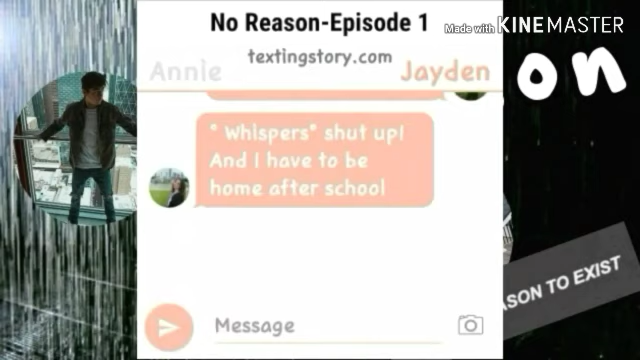 No Reason-Episode 1
Made with KINEMASTER
textingstory.com
Annie
Jayden
on
* Whispers* shut up!
And I have to be
home after school
SON TO EXIST
Message